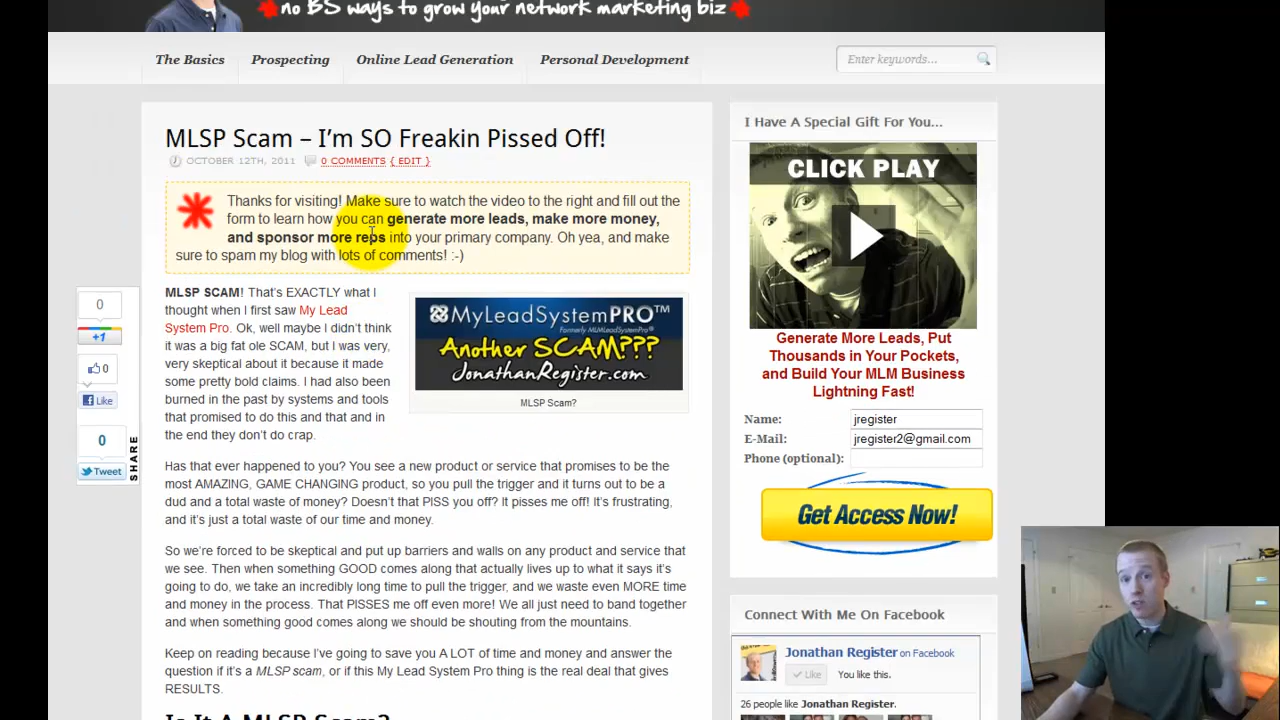 no BS ways to grow your network marketing biz
The Basics
Prospecting
Online Lead Generation
Personal Development
Enter keywords...
MLSP Scam – I'm SO Freakin Pissed Off!
OCTOBER 12TH, 2011
0 COMMENTS { EDIT }
Thanks for visiting! Make sure to watch the video to the right and fill out the
form to learn how you can generate more leads, make more money,
and sponsor more reps into your primary company. Oh yea, and make
sure to spam my blog with lots of comments! :-)
MLSP SCAM! That's EXACTLY what I
thought when I first saw My Lead
System Pro. Ok, well maybe I didn't think
it was a big fat ole SCAM, but I was very,
very skeptical about it because it made
some pretty bold claims. I had also been
burned in the past by systems and tools
that promised to do this and that and in
the end they don't do crap.
MyLeadSystemPRO™
Formerly MLMLeadSystemPro®
Another SCAM???
JonathanRegister.com
MLSP Scam?
Has that ever happened to you? You see a new product or service that promises to be the
most AMAZING, GAME CHANGING product, so you pull the trigger and it turns out to be a
dud and a total waste of money? Doesn't that PISS you off? It pisses me off! It's frustrating,
and it's just a total waste of our time and money.
So we're forced to be skeptical and put up barriers and walls on any product and service that
we see. Then when something GOOD comes along that actually lives up to what it says it's
going to do, we take an incredibly long time to pull the trigger, and we waste even MORE time
and money in the process. That PISSES me off even more! We all just need to band together
and when something good comes along we should be shouting from the mountains.
Keep on reading because I've going to save you A LOT of time and money and answer the
question if it's a MLSP scam, or if this My Lead System Pro thing is the real deal that gives
RESULTS.
Is It A MLSP Scam?
0
+1
0
Like
0
Tweet
SHARE
I Have A Special Gift For You...
CLICK PLAY
Generate More Leads, Put
Thousands in Your Pockets,
and Build Your MLM Business
Lightning Fast!
Name:
jregister
E-Mail:
jregister2@gmail.com
Phone (optional):
Get Access Now!
Connect With Me On Facebook
Jonathan Register on Facebook
Like
You like this.
26 people like Jonathan Register.